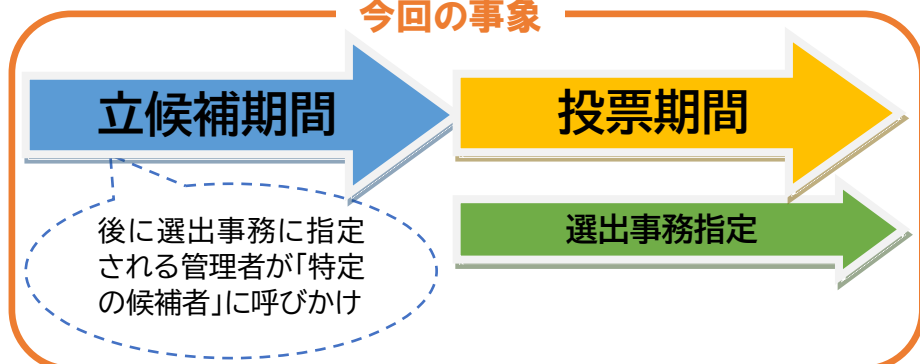 今回の事象
立候補期間
投票期間
後に選出事務に指定
される管理者が「特定
の候補者」に呼びかけ
選出事務指定